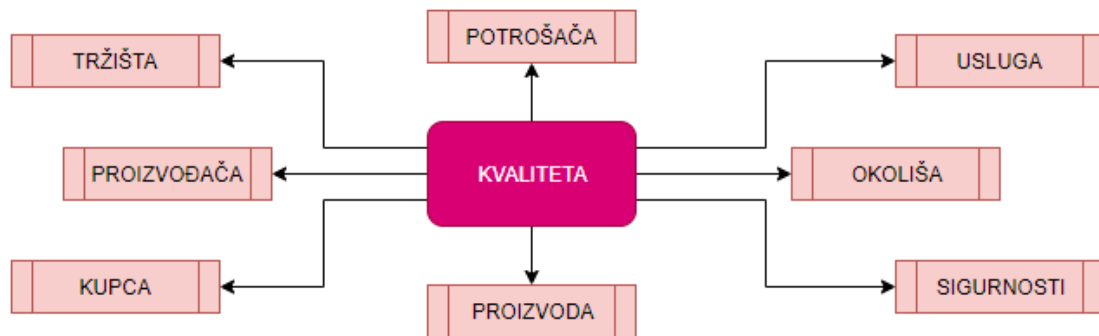 POTROŠAČA
TRŽIŠTA
USLUGA
PROIZVOĐAČA
KVALITETA
OKOLIŠA
KUPCA
SIGURNOSTI
PROIZVODA